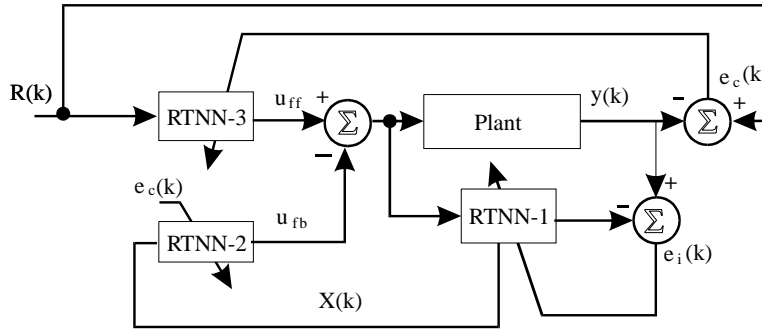 e_c(k)
R(k)
y(k)
u_ff
+
−
+
RTNN-3
Σ
Plant
Σ
−
e_c(k)
+
−
RTNN-1
Σ
RTNN-2
u_fb
e_i(k)
X(k)